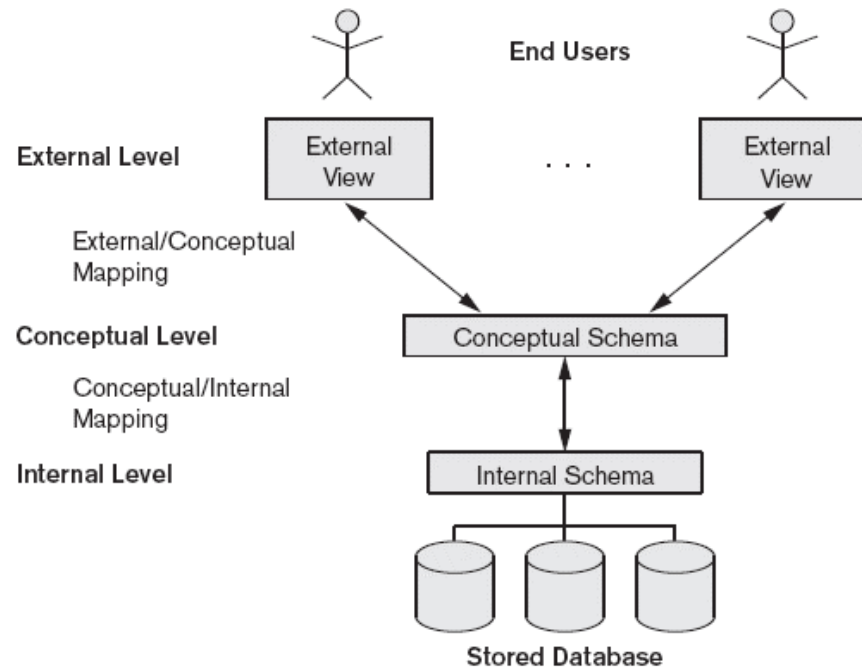 End Users
External Level
External
View
. . .
External
View
External/Conceptual
Mapping
Conceptual Level
Conceptual Schema
Conceptual/Internal
Mapping
Internal Level
Internal Schema
Stored Database